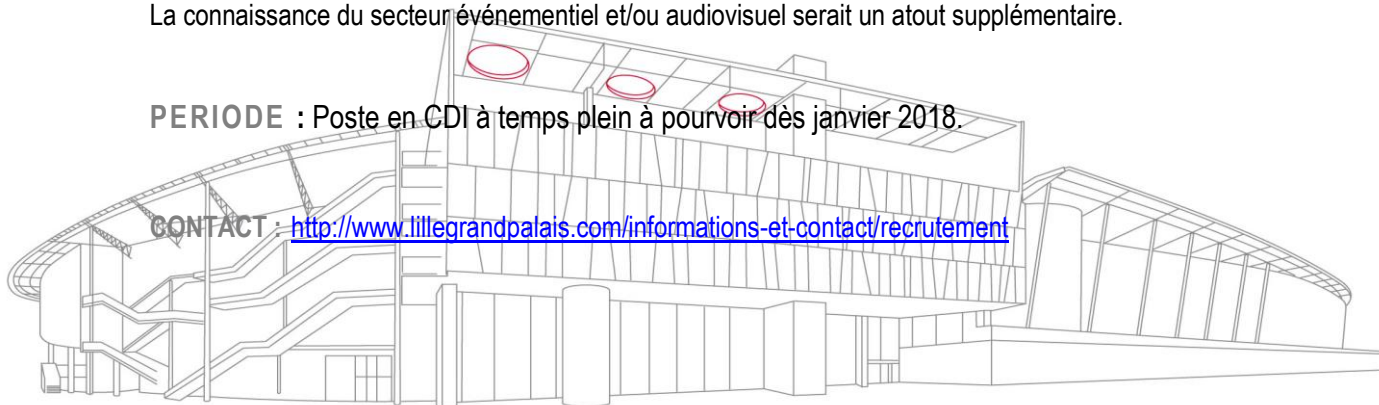 La connaissance du secteur événementiel et/ou audiovisuel serait un atout supplémentaire.
PERIODE : Poste en CDI à temps plein à pourvoir dès janvier 2018.
CONTACT : http://www.lillegrandpalais.com/informations-et-contact/recrutement